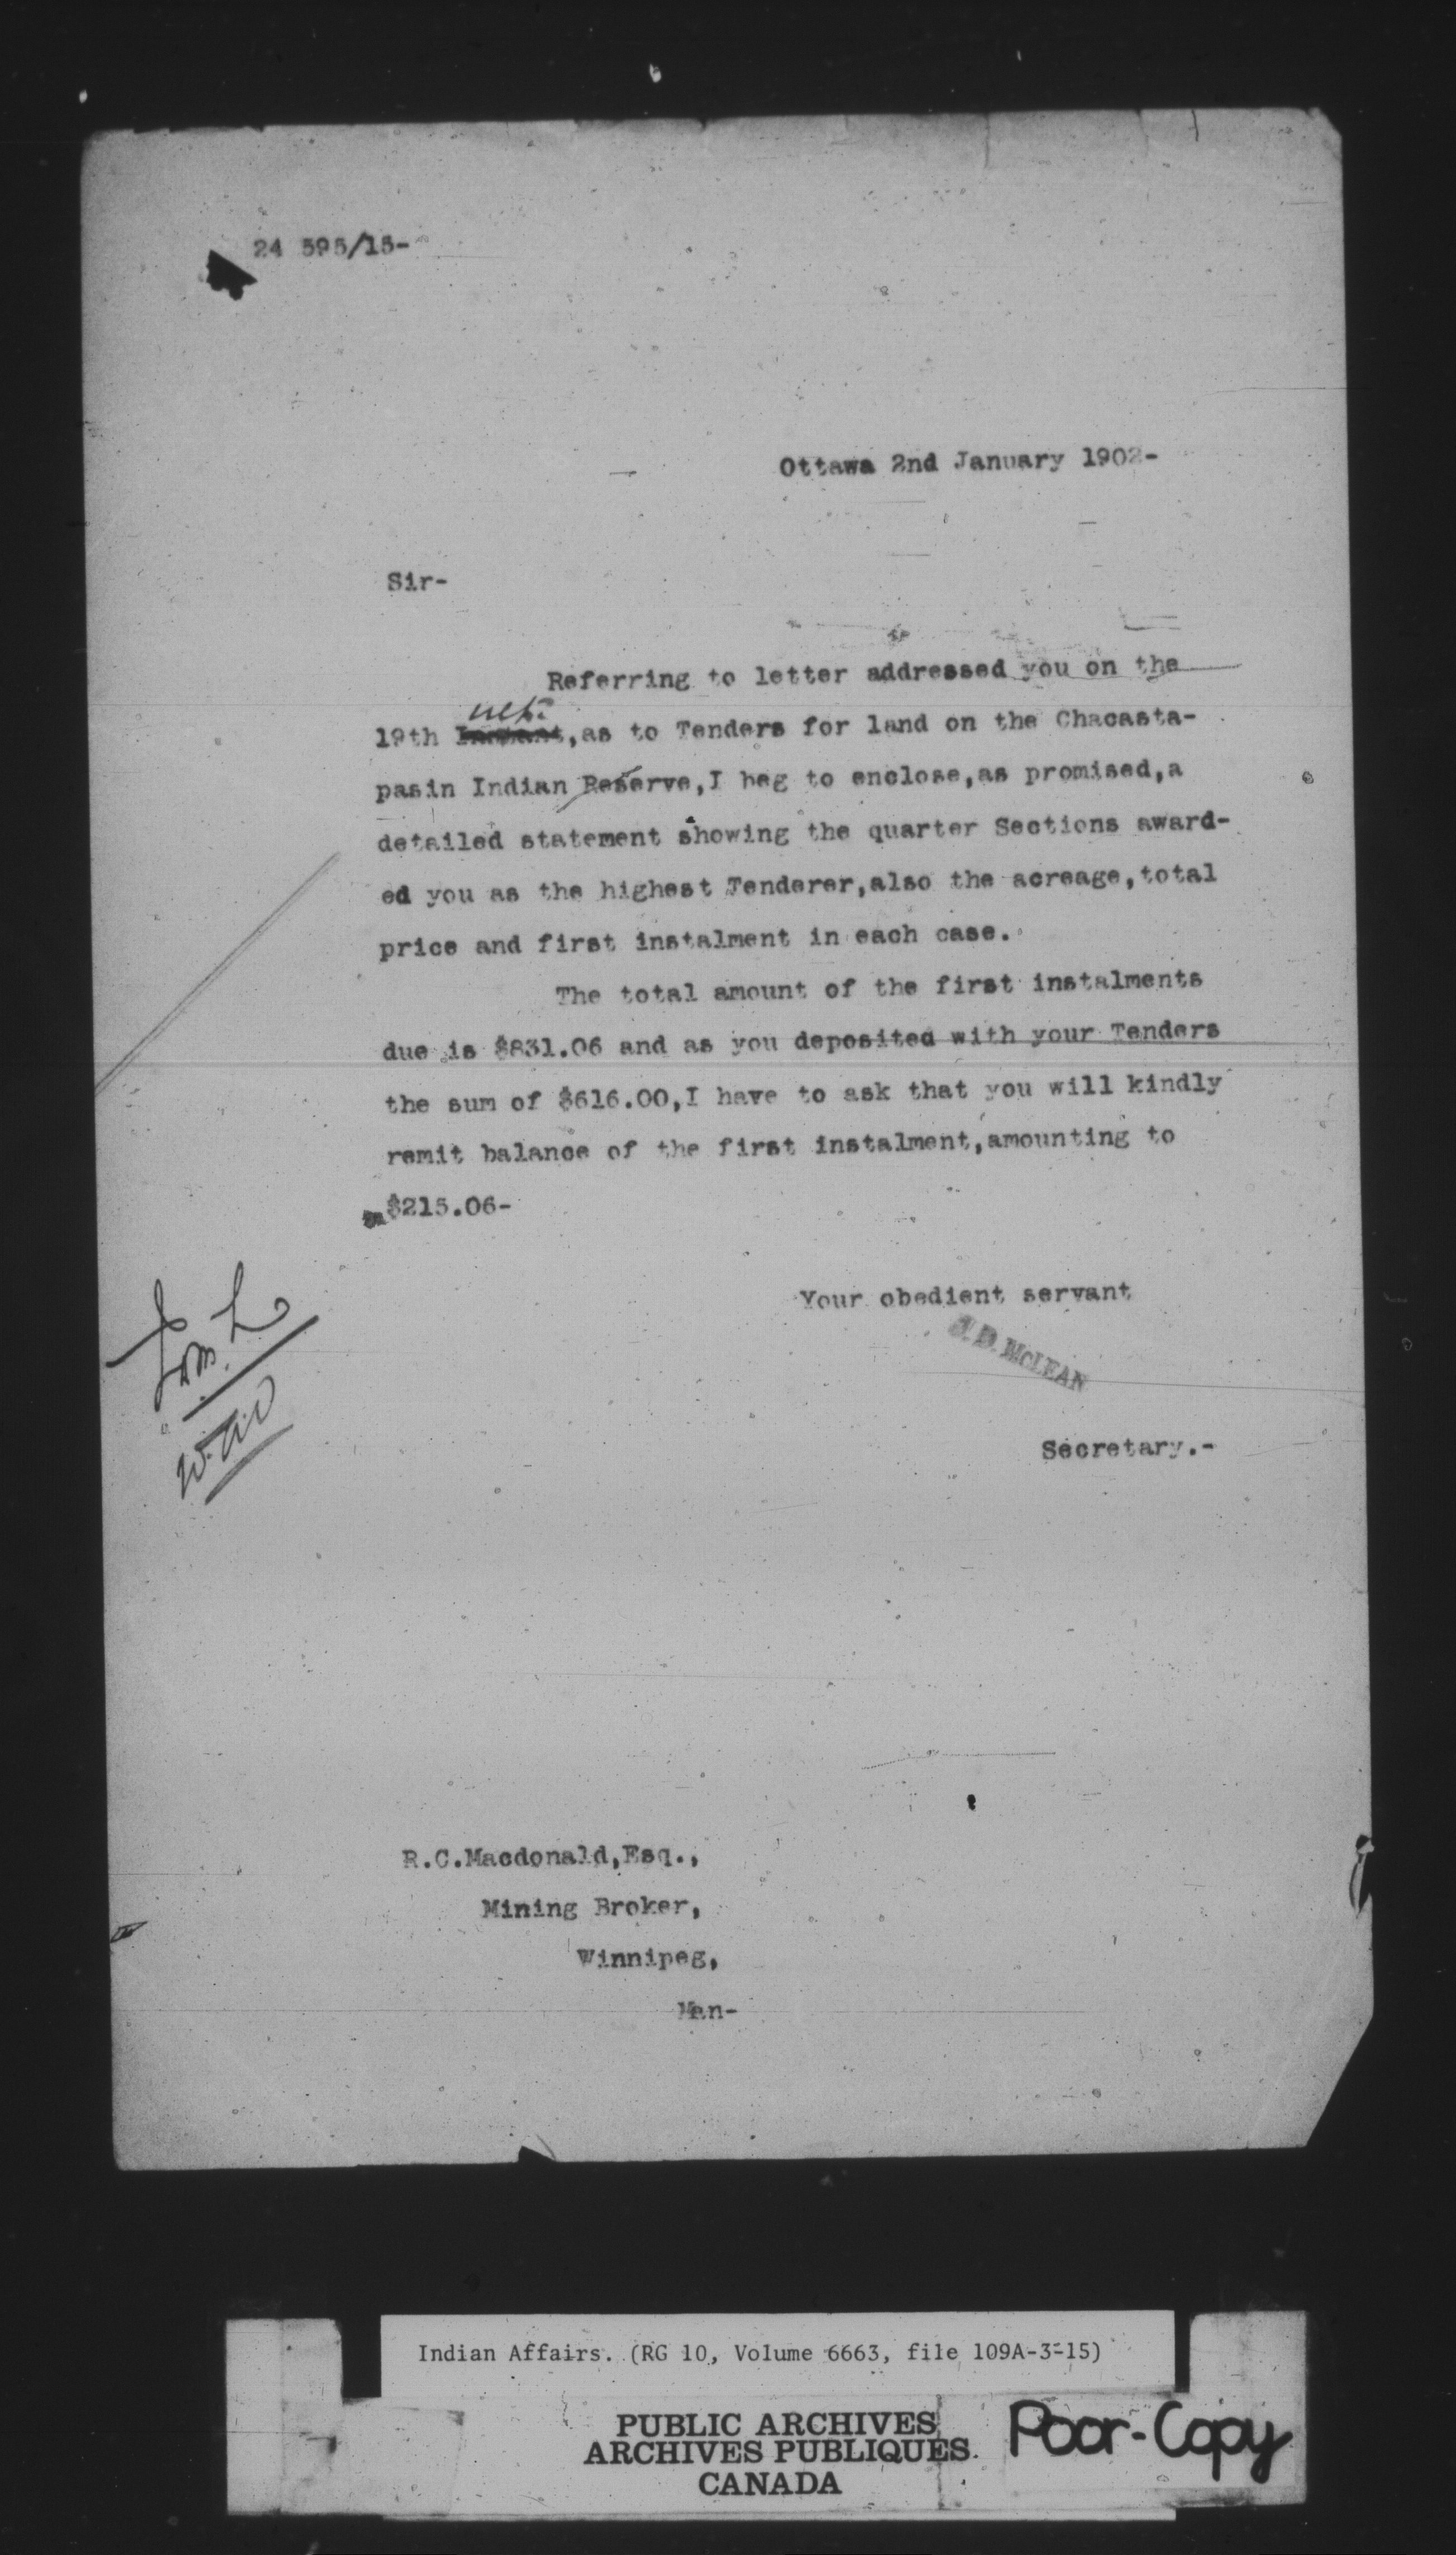 24 595/15-
Ottawa 2nd January 1902-
Sir-
Referring to letter addressed you on the
ult.
19th Instant,as to Tenders for land on the Chacasta-
pasin Indian Reserve,I beg to enclose,as promised,a
detailed statement showing the quarter Sections award-
ed you as the highest Tenderer,also the acreage,total
price and first instalment in each case.
The total amount of the first instalments
due is $831.06 and as you deposited with your Tenders
the sum of $616.00,I have to ask that you will kindly
remit balance of the first instalment,amounting to
$215.06-
Your obedient servant
J. D. McLEAN
Secretary.-
R.C.Macdonald,Esq.,
Mining Broker,
Winnipeg,
Man-
Indian Affairs. (RG 10, Volume 6663, file 109A-3-15)
PUBLIC ARCHIVES
ARCHIVES PUBLIQUES
CANADA
Poor-Copy